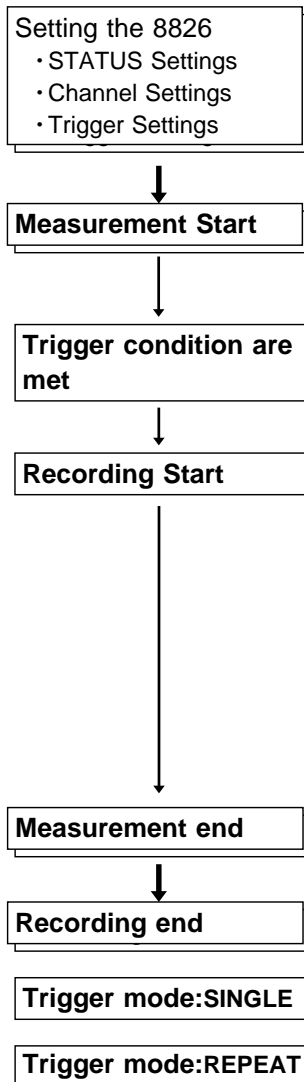 Setting the 8826
・STATUS Settings
・Channel Settings
・Trigger Settings
Measurement Start
Trigger condition are
met
Recording Start
Measurement end
Recording end
Trigger mode:SINGLE
Trigger mode:REPEAT